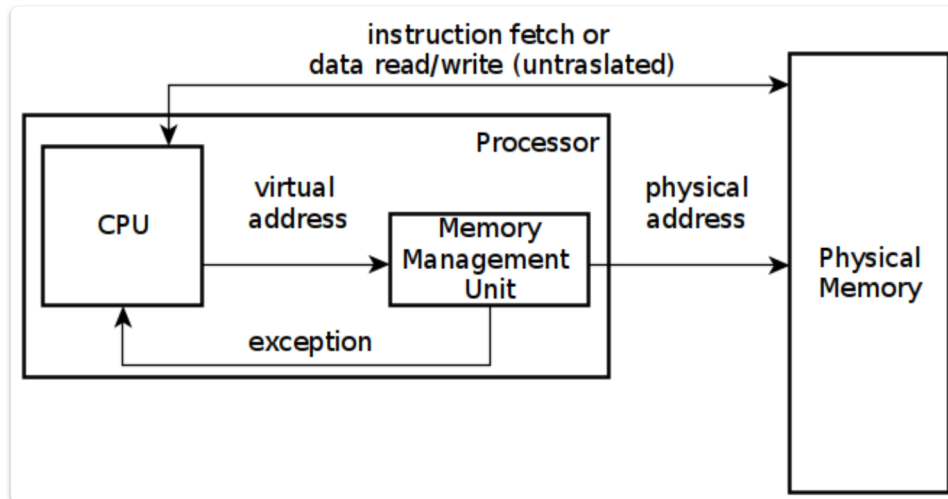 instruction fetch or
data read/write (untraslated)
Processor
CPU
virtual
address
Memory
Management
Unit
physical
address
Physical
Memory
exception